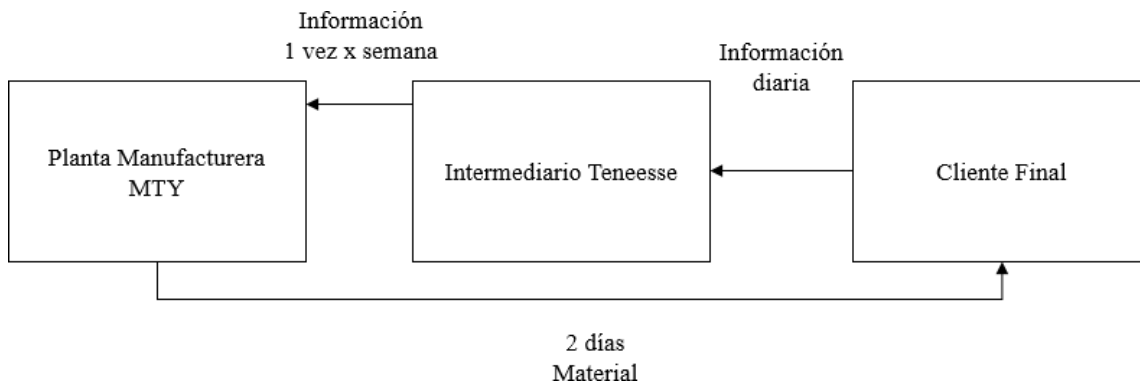 Información
1 vez x semana
Información
diaria
Planta Manufacturera
MTY
Intermediario Teneesse
Cliente Final
2 días
Material